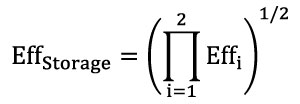 Eff_Storage = (∏_{i=1}^{2} Eff_i)^{1/2}